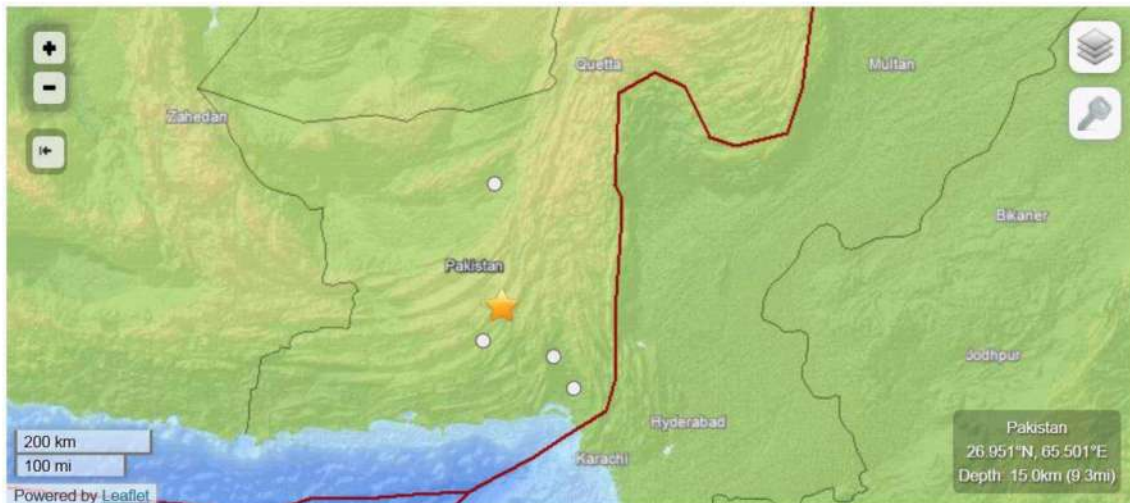 +
Quetta
Multan
−
Zahedan
Bikaner
Pakistan
Jodhpur
Hyderabad
Karachi
200 km
100 mi
Powered by Leaflet
Pakistan
26.951°N, 65.501°E
Depth: 15.0km (9.3mi)